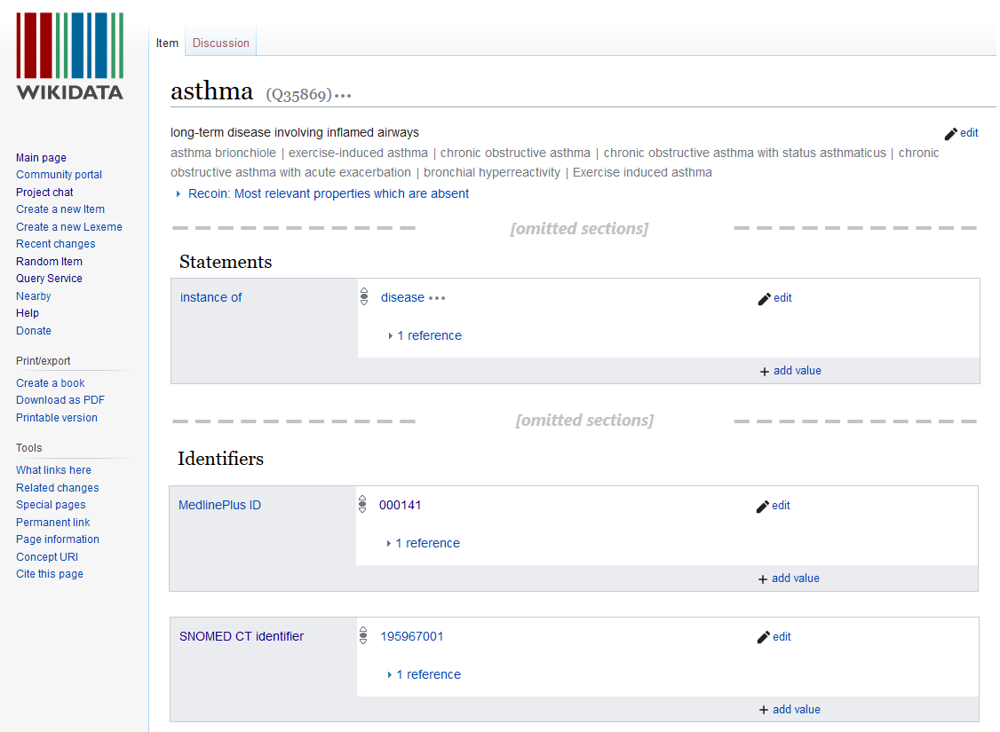 WIKIDATA
Main page
Community portal
Project chat
Create a new Item
Create a new Lexeme
Recent changes
Random Item
Query Service
Nearby
Help
Donate
Print/export
Create a book
Download as PDF
Printable version
Tools
What links here
Related changes
Special pages
Permanent link
Page information
Concept URI
Cite this page
Item Discussion
asthma (Q35869)
long-term disease involving inflamed airways edit
asthma brionchiole | exercise-induced asthma | chronic obstructive asthma | chronic obstructive asthma with status asthmaticus | chronic
obstructive asthma with acute exacerbation | bronchial hyperreactivity | Exercise induced asthma
Recoin: Most relevant properties which are absent
[omitted sections]
Statements
instance of disease edit
1 reference
+ add value
[omitted sections]
Identifiers
MedlinePlus ID 000141 edit
1 reference
+ add value
SNOMED CT identifier 195967001 edit
1 reference
+ add value